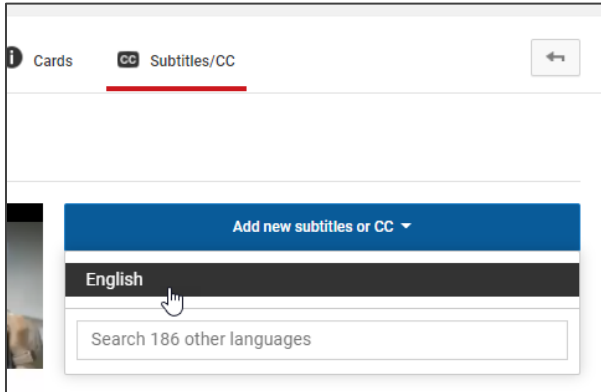 Cards CC Subtitles/CC
Add new subtitles or CC
English
Search 186 other languages